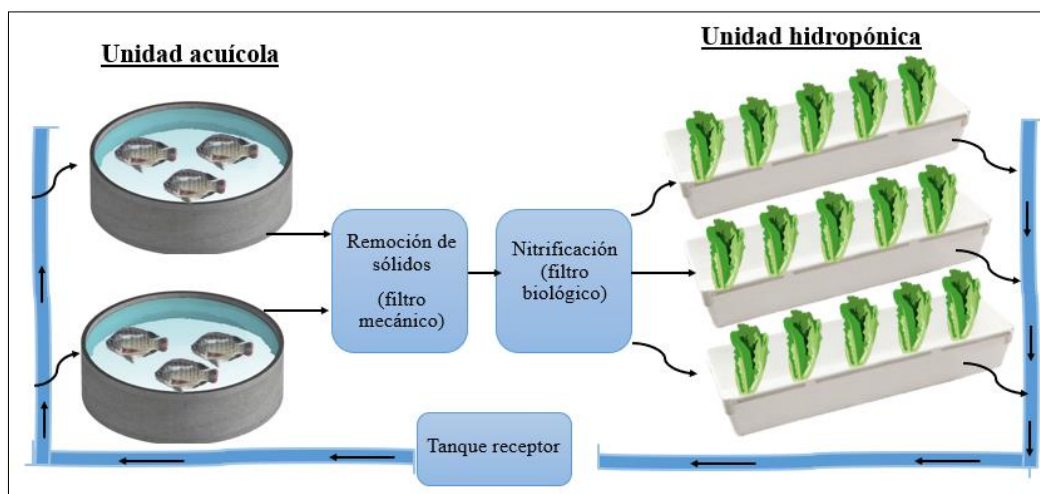 Unidad acuícola
Unidad hidropónica
Remoción de
sólidos
(filtro
mecánico)
Nitrificación
(filtro
biológico)
Tanque receptor